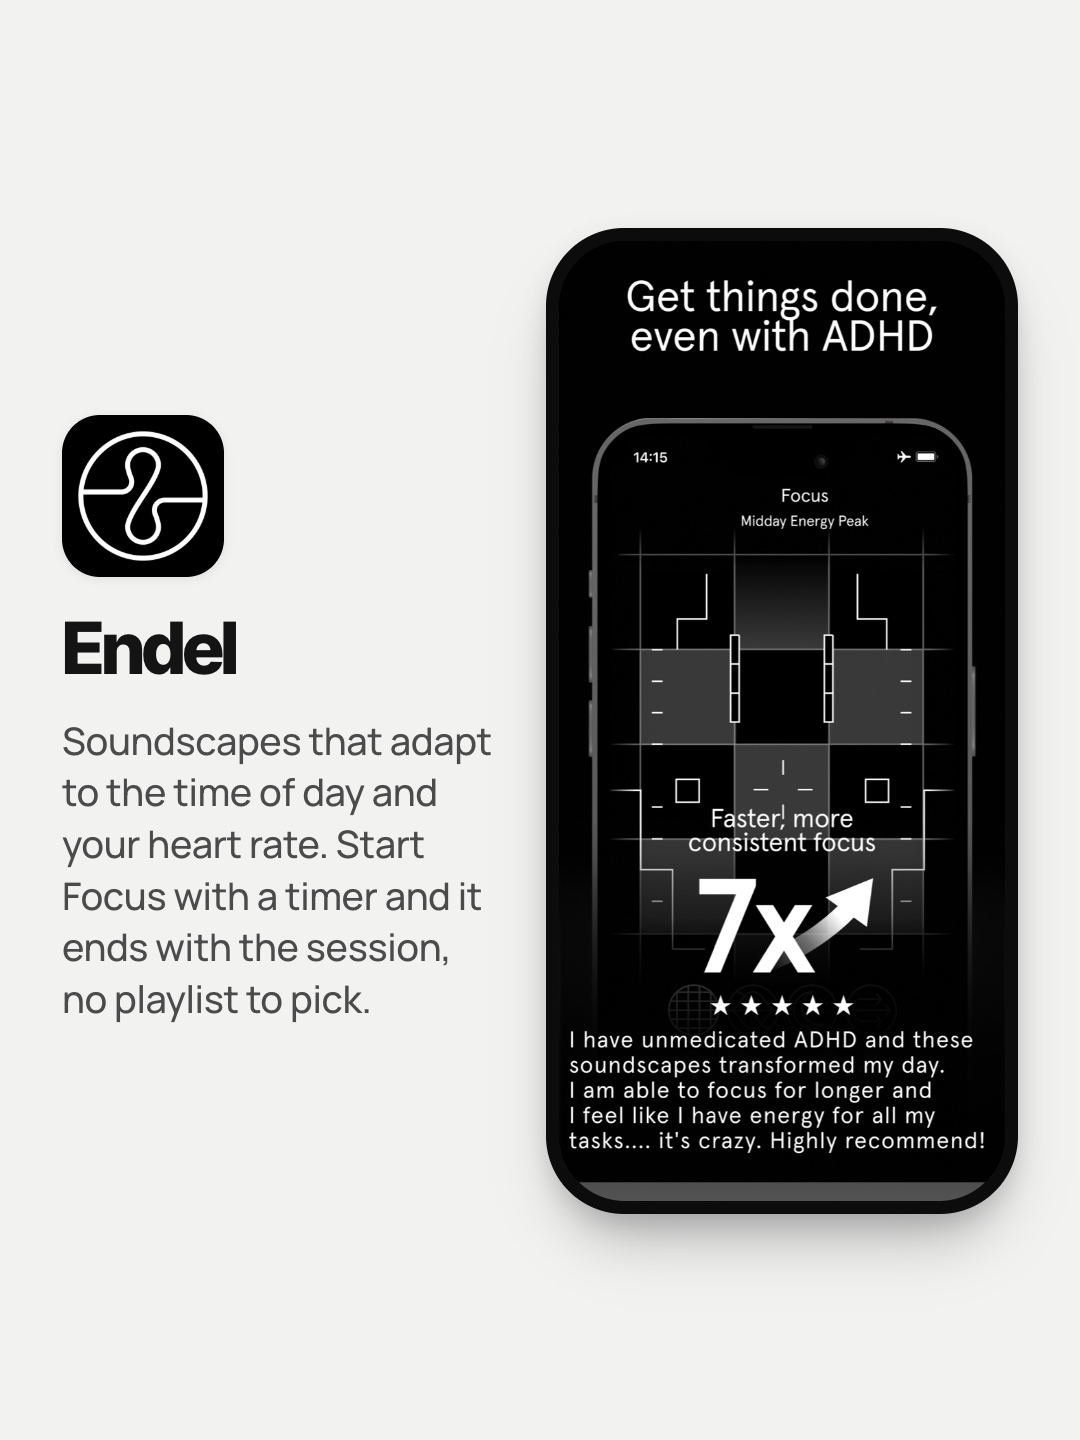 Endel
Soundscapes that adapt
to the time of day and
your heart rate. Start
Focus with a timer and it
ends with the session,
no playlist to pick.
Get things done,
even with ADHD
14:15
Focus
Midday Energy Peak
Faster, more
consistent focus
7x
★★★★★
I have unmedicated ADHD and these
soundscapes transformed my day.
I am able to focus for longer and
I feel like I have energy for all my
tasks.... it's crazy. Highly recommend!